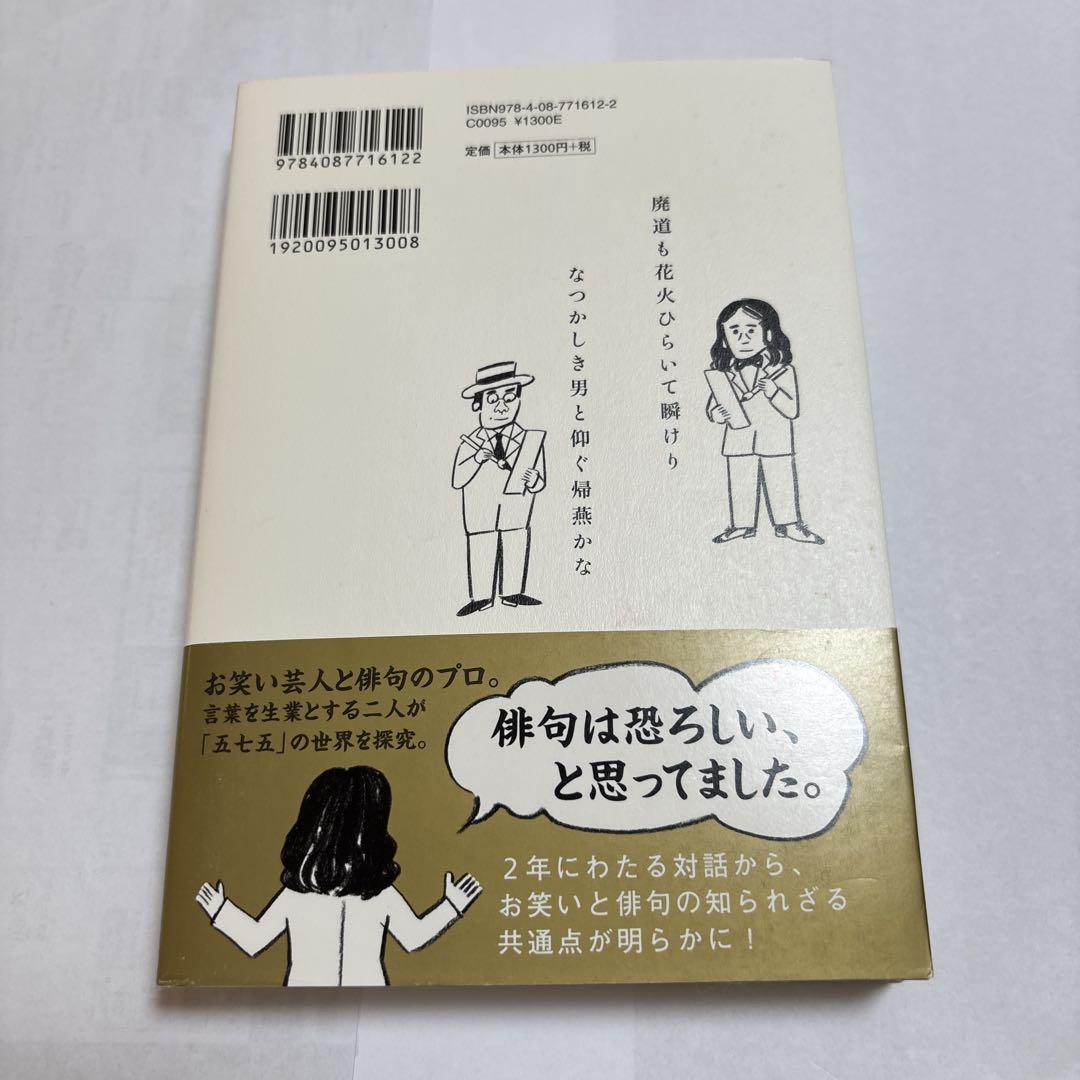 ISBN978-4-08-771612-2
C0095 ¥1300E
定価 本体1300円+税
9784087716122
1920095013008
廃道も花火ひらいて瞬けり
なつかしき男と仰ぐ帰燕かな
お笑い芸人と俳句のプロ。
言葉を生業とする二人が
「五七五」の世界を探究。
俳句は恐ろしい、
と思ってました。
2年にわたる対話から、
お笑いと俳句の知られざる
共通点が明らかに!